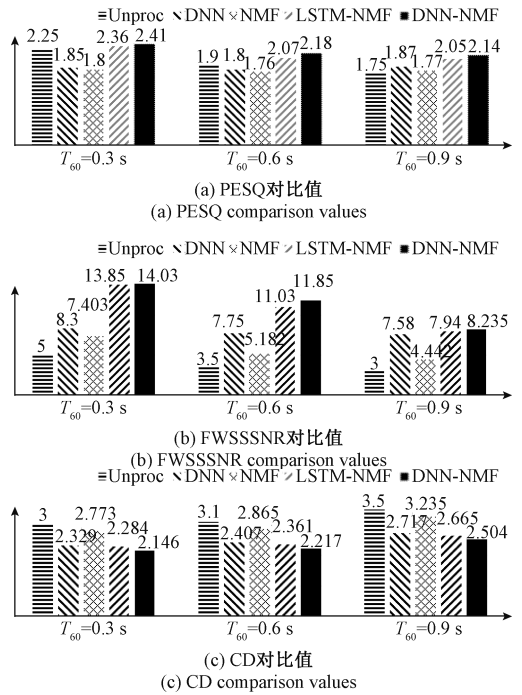 Unproc DNN NMF LSTM-NMF DNN-NMF
2.25 1.85 1.8 2.36 2.41 1.9 1.8 1.76 2.07 2.18 1.75 1.87 1.77 2.05 2.14
T60=0.3 s T60=0.6 s T60=0.9 s
(a) PESQ对比值
(a) PESQ comparison values
Unproc DNN NMF LSTM-NMF DNN-NMF
5 8.3 7.403 13.85 14.03 3.5 7.75 5.182 11.03 11.85 3 7.58 4.442 7.94 8.235
T60=0.3 s T60=0.6 s T60=0.9 s
(b) FWSSSNR对比值
(b) FWSSSNR comparison values
Unproc DNN NMF LSTM-NMF DNN-NMF
3 2.329 2.773 2.284 2.146 3.1 2.407 2.865 2.361 2.217 3.5 2.717 3.235 2.665 2.504
T60=0.3 s T60=0.6 s T60=0.9 s
(c) CD对比值
(c) CD comparison values